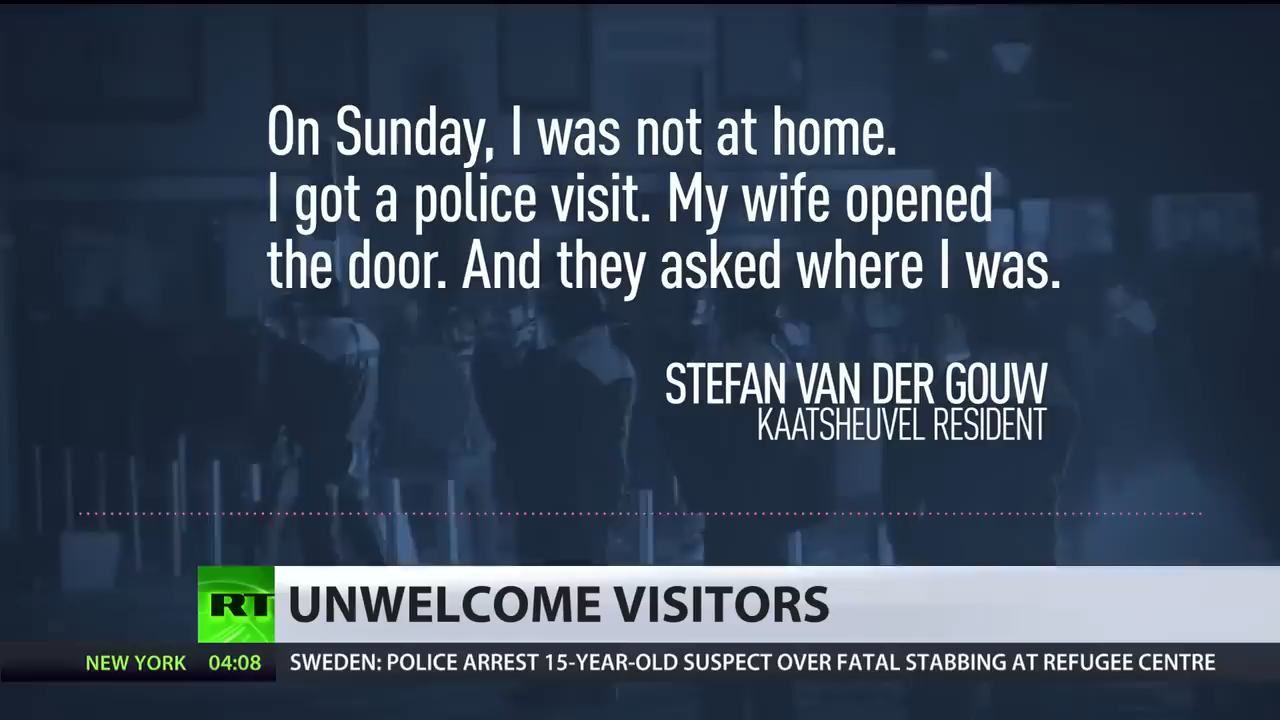 On Sunday, I was not at home.
I got a police visit. My wife opened
the door. And they asked where I was.
STEFAN VAN DER GOUW
KAATSHEUVEL RESIDENT
RT UNWELCOME VISITORS
NEW YORK 04:08 SWEDEN: POLICE ARREST 15-YEAR-OLD SUSPECT OVER FATAL STABBING AT REFUGEE CENTRE